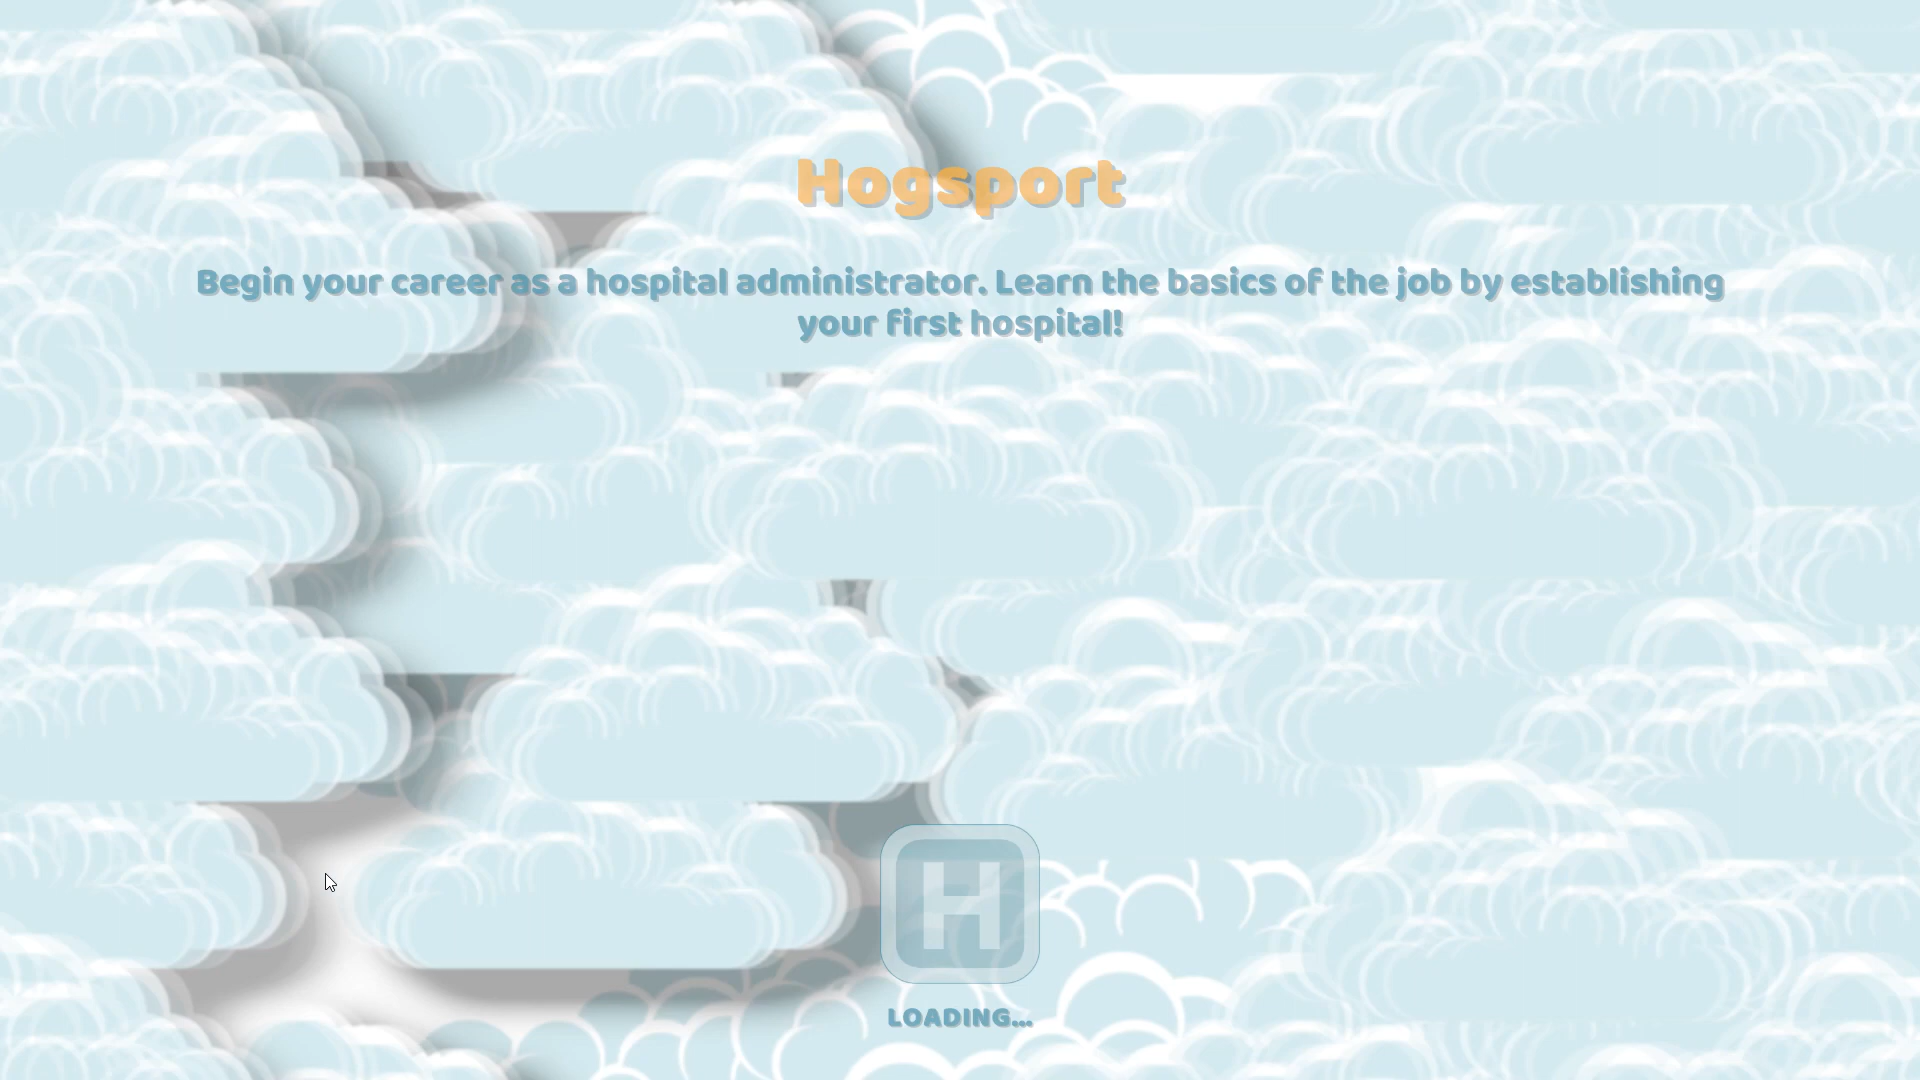 Hogsport
Begin your career as a hospital administrator. Learn the basics of the job by establishing
your first hospital!
H
LOADING...